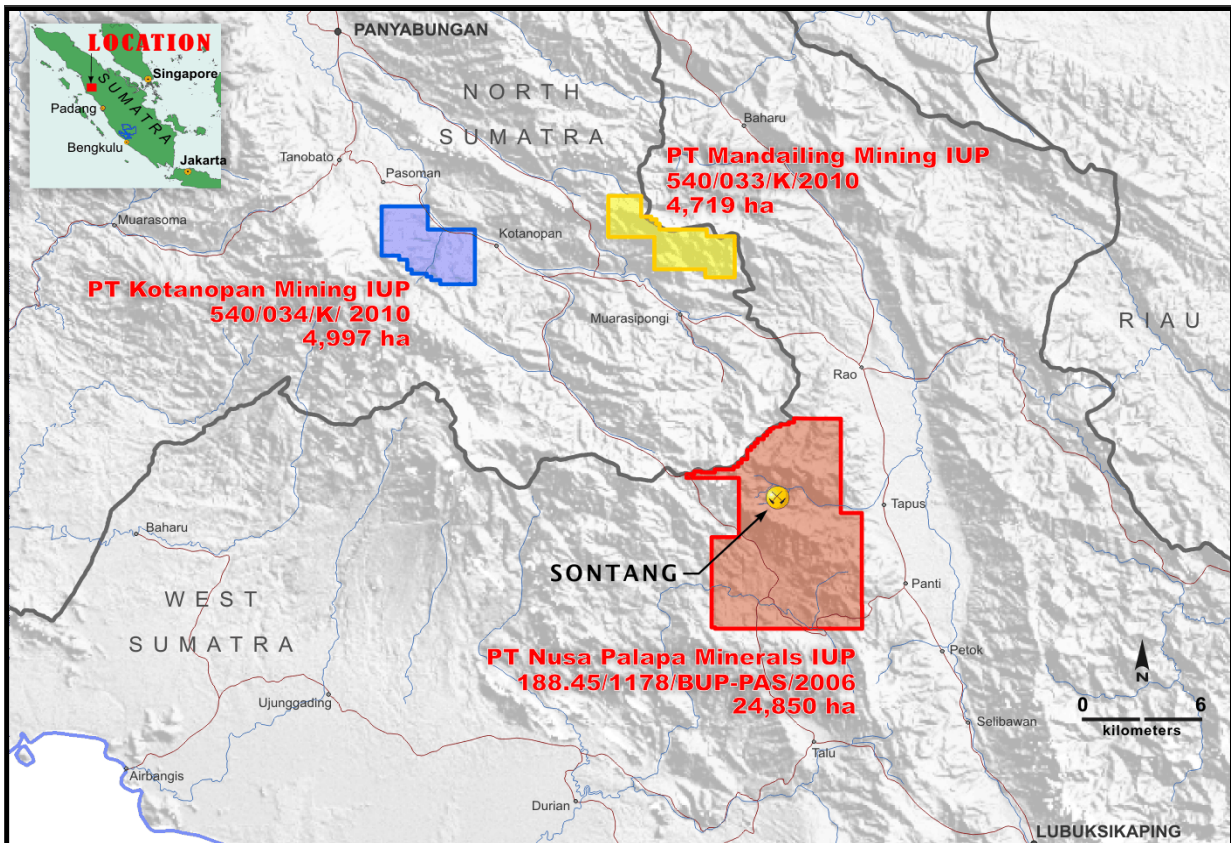 LOCATION
Singapore
SUMATRA
Padang
Bengkulu
Jakarta
PANYABUNGAN
NORTH
SUMATRA
Baharu
Tanobato
Pasoman
PT Mandailing Mining IUP
540/033/K/2010
4,719 ha
Muarasoma
Kotanopan
PT Kotanopan Mining IUP
540/034/K/ 2010
4,997 ha
Muarasipongi
RIAU
Rao
Tapus
Baharu
SONTANG
Panti
WEST
SUMATRA
PT Nusa Palapa Minerals IUP
188.45/1178/BUP-PAS/2006
24,850 ha
Petok
N
0 6
kilometers
Ujunggading
Selibawan
Talu
Airbangis
Durian
LUBUKSIKAPING